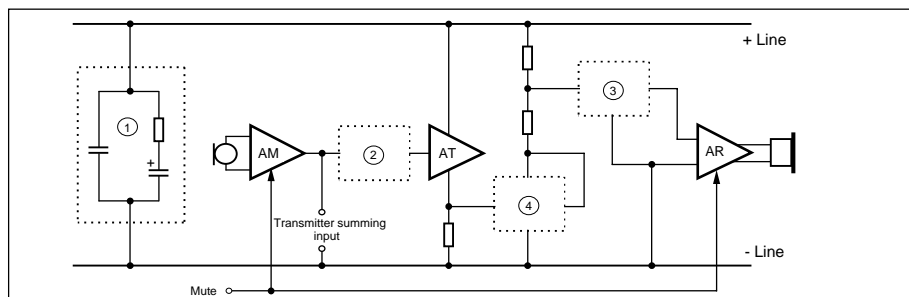 + Line
1
3
AM
2
AT
AR
4
Transmitter summing
input
- Line
Mute
+